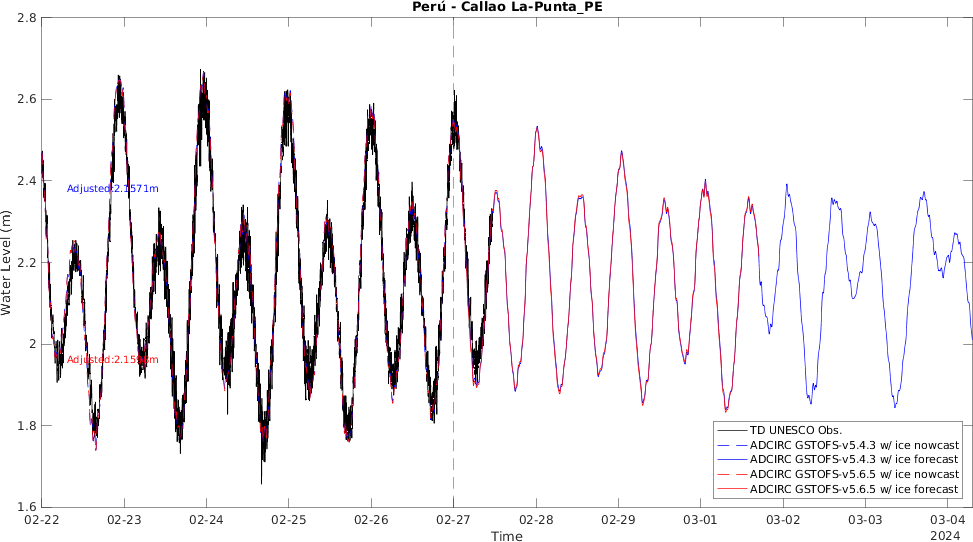 Perú - Callao La-Punta_PE
2.8
2.6
2.4
2.2
2
1.8
1.6
Water Level (m)
Adjusted:2.1571m
TD UNESCO Obs.
ADCIRC GSTOFS-v5.4.3 w/ ice nowcast
ADCIRC GSTOFS-v5.4.3 w/ ice forecast
ADCIRC GSTOFS-v5.6.5 w/ ice nowcast
ADCIRC GSTOFS-v5.6.5 w/ ice forecast
02-22
02-23
02-24
02-25
02-26
02-27
02-28
02-29
03-01
03-02
03-03
03-04
2024
Time